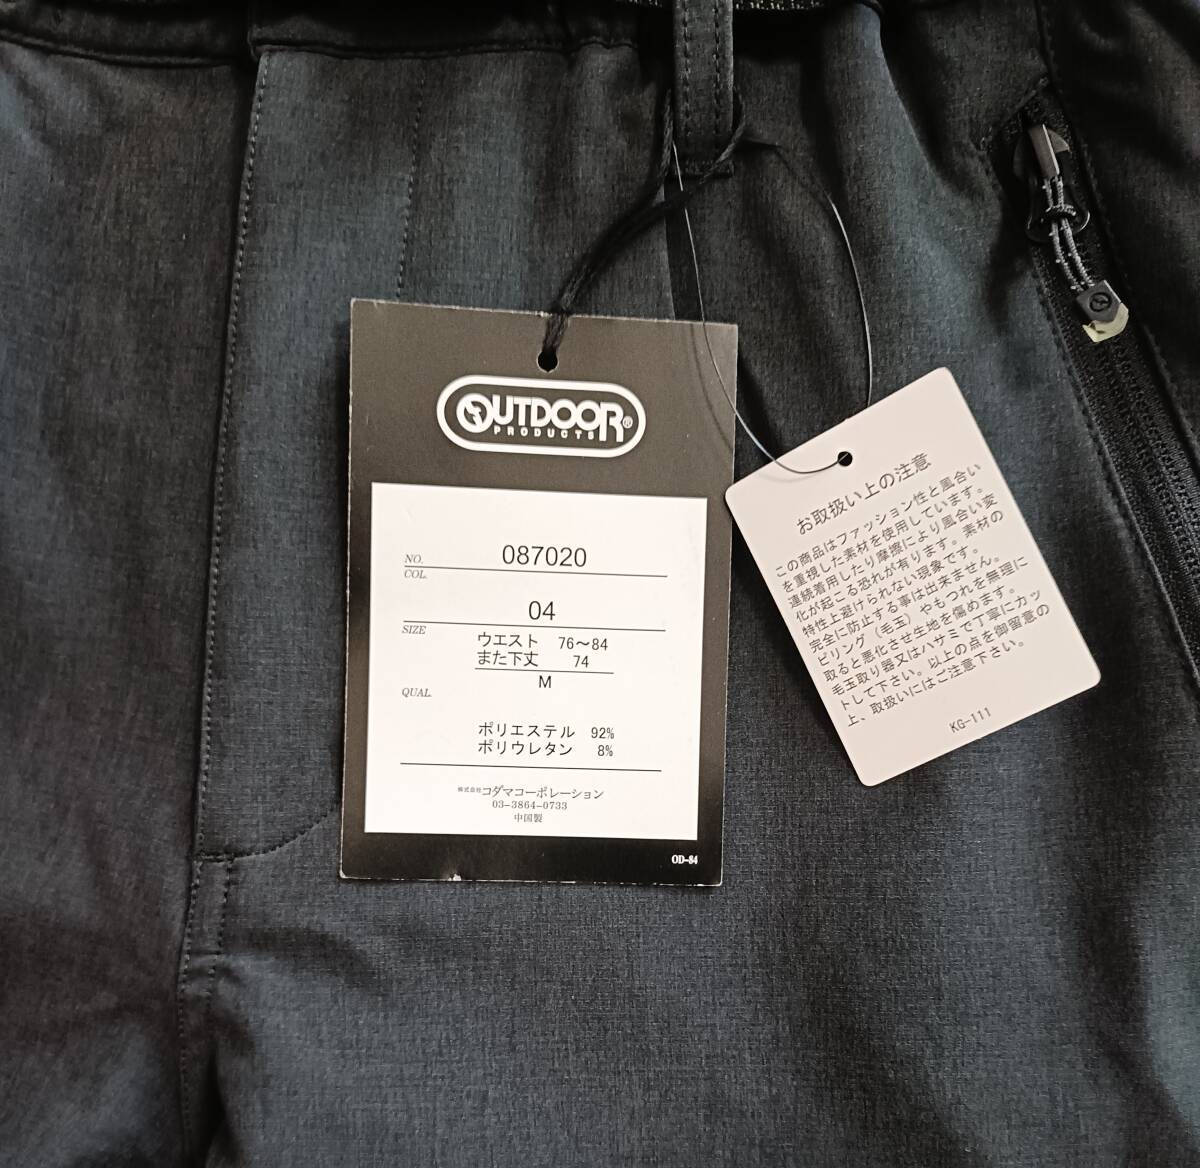 OUTDOOR®
PRODUCTS
NO. 087020
COL.
04
SIZE
ウエスト 76〜84
また下丈 74
M
QUAL.
ポリエステル 92%
ポリウレタン 8%
株式会社コダマコーポレーション
03-3864-0733
中国製
OD-84
お取扱い上の注意
この商品はファッション性と風合い
を重視した素材を使用しています。
連続着用したり摩擦により風合い変
化が起こる恐れが有ります。素材の
特性上避けられない現象です。
完全に防止する事は出来ません。
ピリング（毛玉）やもつれを無理に
取ると悪化させ生地を傷めます。
毛玉取り器又はハサミで丁寧にカッ
トして下さい。以上の点を御留意の
上、取扱いにはご注意下さい。
KG-111